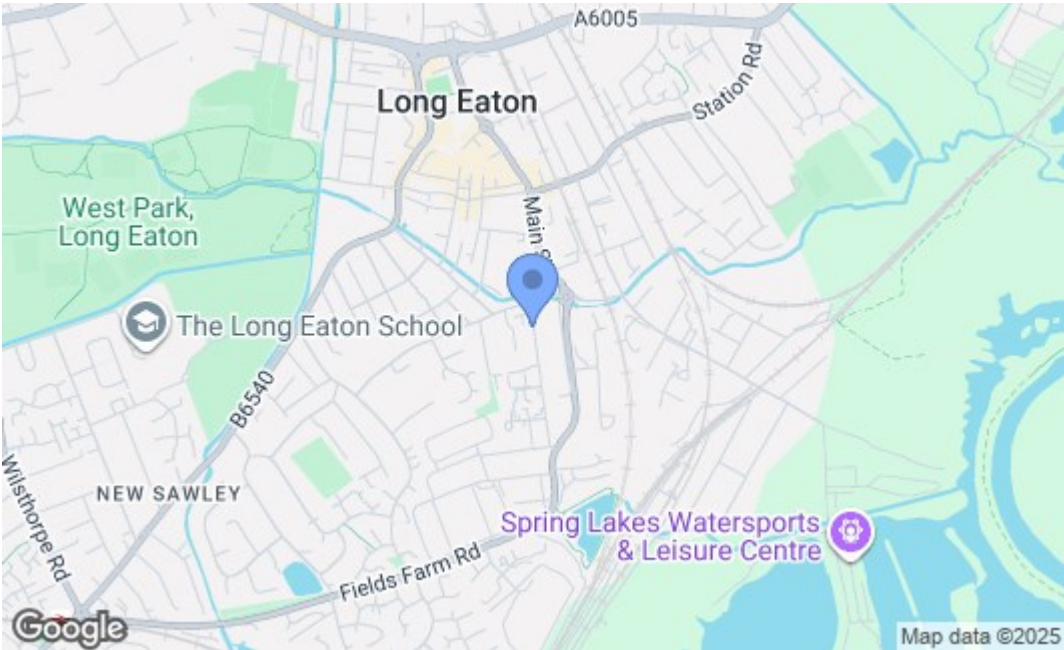 A6005
Long Eaton
Station Rd
West Park,
Long Eaton
Main S
The Long Eaton School
B6540
Wilsthorpe Rd
NEW SAWLEY
Spring Lakes Watersports
& Leisure Centre
Fields Farm Rd
Google
Map data ©2025